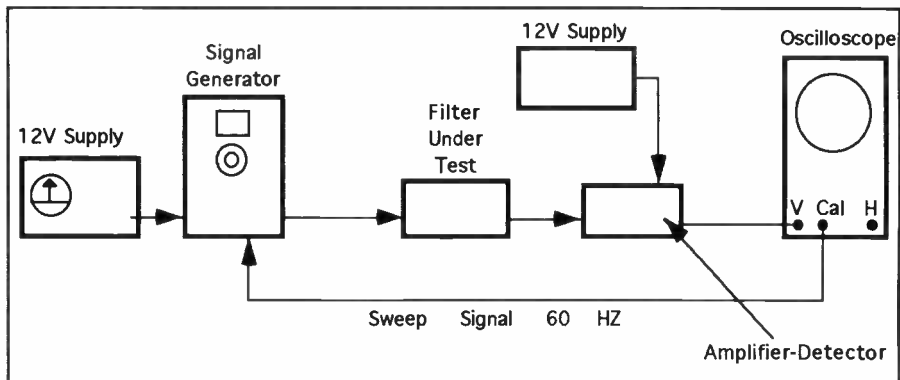 12V Supply
Oscilloscope
Signal
Generator
Filter
Under
Test
12V Supply
V Cal H
Sweep Signal 60 HZ
Amplifier-Detector